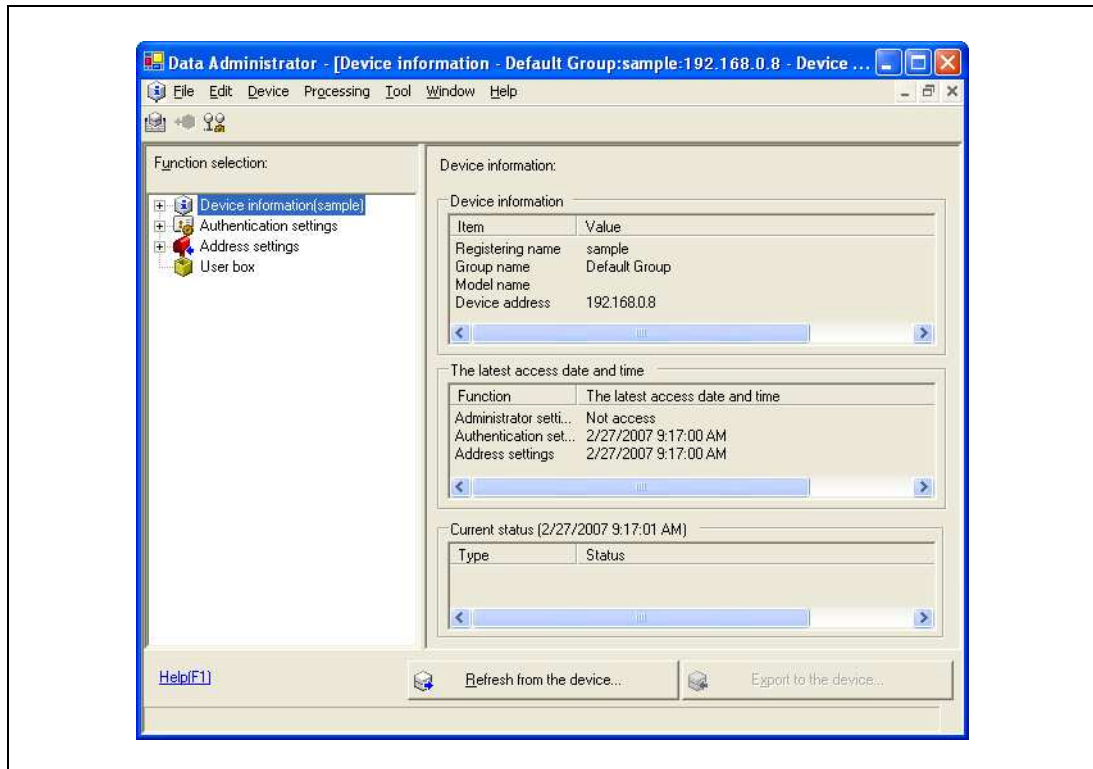 Data Administrator - [Device information - Default Group:sample:192.168.0.8 - Device ...
File Edit Device Processing Tool Window Help
Function selection:
Device information(sample)
Authentication settings
Address settings
User box
Device information:
Device information
Item Value
Registering name sample
Group name Default Group
Model name
Device address 192.168.0.8
The latest access date and time
Function The latest access date and time
Administrator setti... Not access
Authentication set... 2/27/2007 9:17:00 AM
Address settings 2/27/2007 9:17:00 AM
Current status (2/27/2007 9:17:01 AM)
Type Status
Help(F1)
Refresh from the device...
Export to the device...